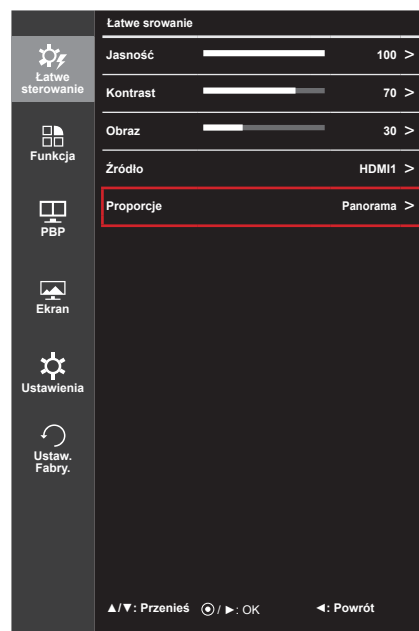 Łatwe srowanie
Łatwe
sterowanie
Funkcja
PBP
Ekran
Ustawienia
Ustaw.
Fabry.
Jasność 100 >
Kontrast 70 >
Obraz 30 >
Źródło HDMI1 >
Proporcje Panorama >
▲/▼: Przenieś ⦿ / ►: OK ◄: Powrót